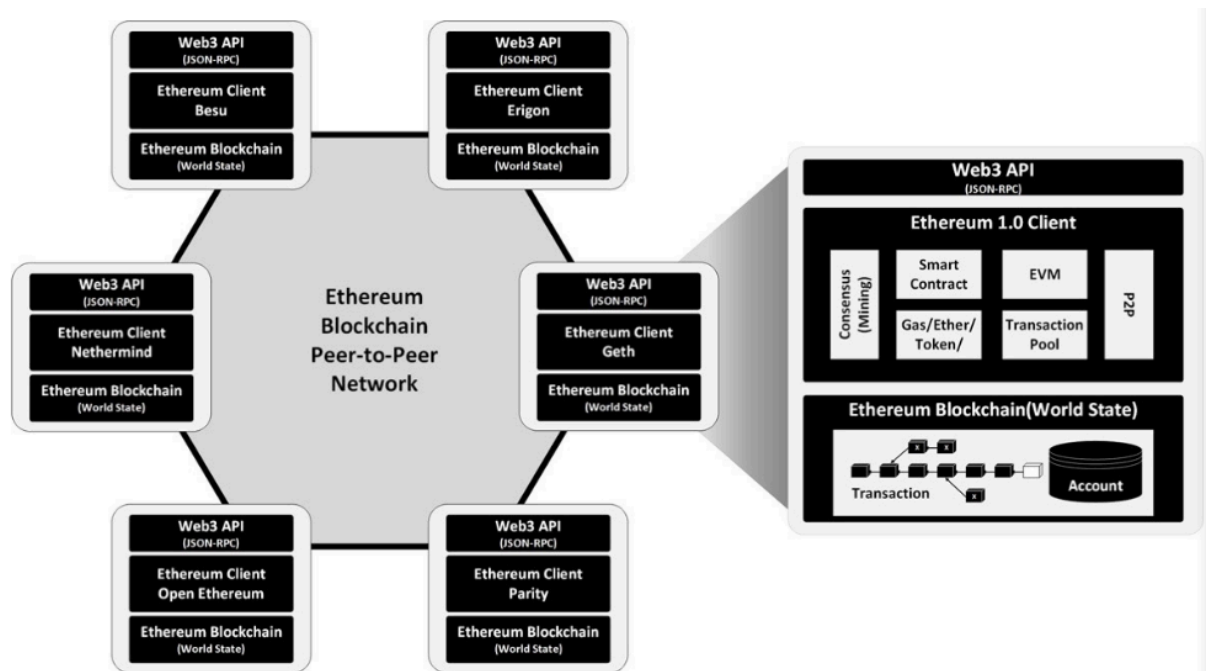 Web3 API
(JSON-RPC)
Ethereum Client
Besu
Ethereum Blockchain
(World State)
Web3 API
(JSON-RPC)
Ethereum Client
Erigon
Ethereum Blockchain
(World State)
Web3 API
(JSON-RPC)
Ethereum Client
Nethermind
Ethereum Blockchain
(World State)
Ethereum
Blockchain
Peer-to-Peer
Network
Web3 API
(JSON-RPC)
Ethereum Client
Geth
Ethereum Blockchain
(World State)
Web3 API
(JSON-RPC)
Ethereum Client
Open Ethereum
Ethereum Blockchain
(World State)
Web3 API
(JSON-RPC)
Ethereum Client
Parity
Ethereum Blockchain
(World State)
Web3 API
(JSON-RPC)
Ethereum 1.0 Client
Consensus
(Mining)
Smart
Contract
EVM
Gas/Ether/
Token/
Transaction
Pool
P2P
Ethereum Blockchain(World State)
x
x
x
Transaction
Account